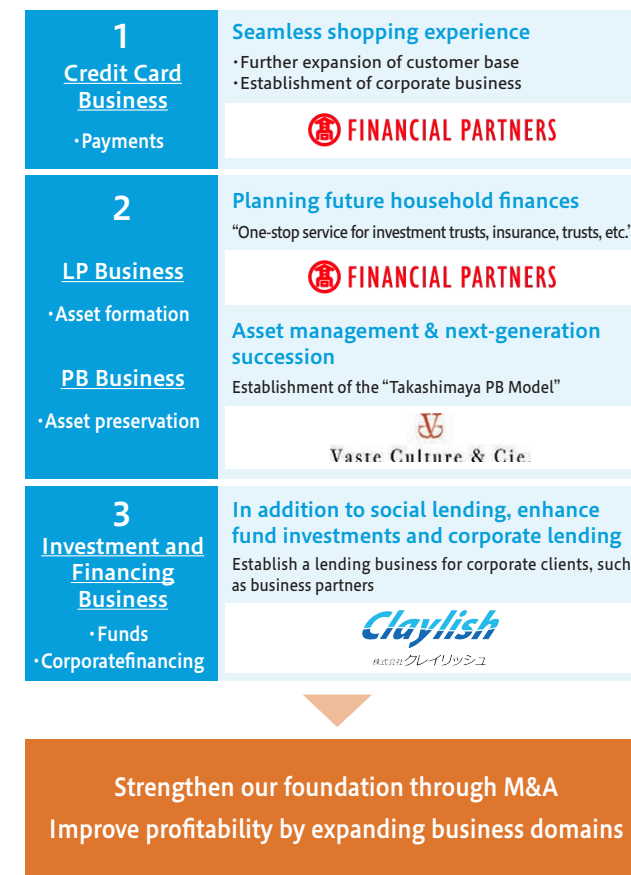 1
Credit Card
Business
・Payments
Seamless shopping experience
・Further expansion of customer base
・Establishment of corporate business
髙 FINANCIAL PARTNERS
2
LP Business
・Asset formation
PB Business
・Asset preservation
Planning future household finances
“One-stop service for investment trusts, insurance, trusts, etc.”
髙 FINANCIAL PARTNERS
Asset management & next-generation
succession
Establishment of the “Takashimaya PB Model”
VC
Vaste Culture & Cie.
3
Investment and
Financing
Business
・Funds
・Corporatefinancing
In addition to social lending, enhance
fund investments and corporate lending
Establish a lending business for corporate clients, such
as business partners
Claylish
株式会社クレイリッシュ
Strengthen our foundation through M&A
Improve profitability by expanding business domains